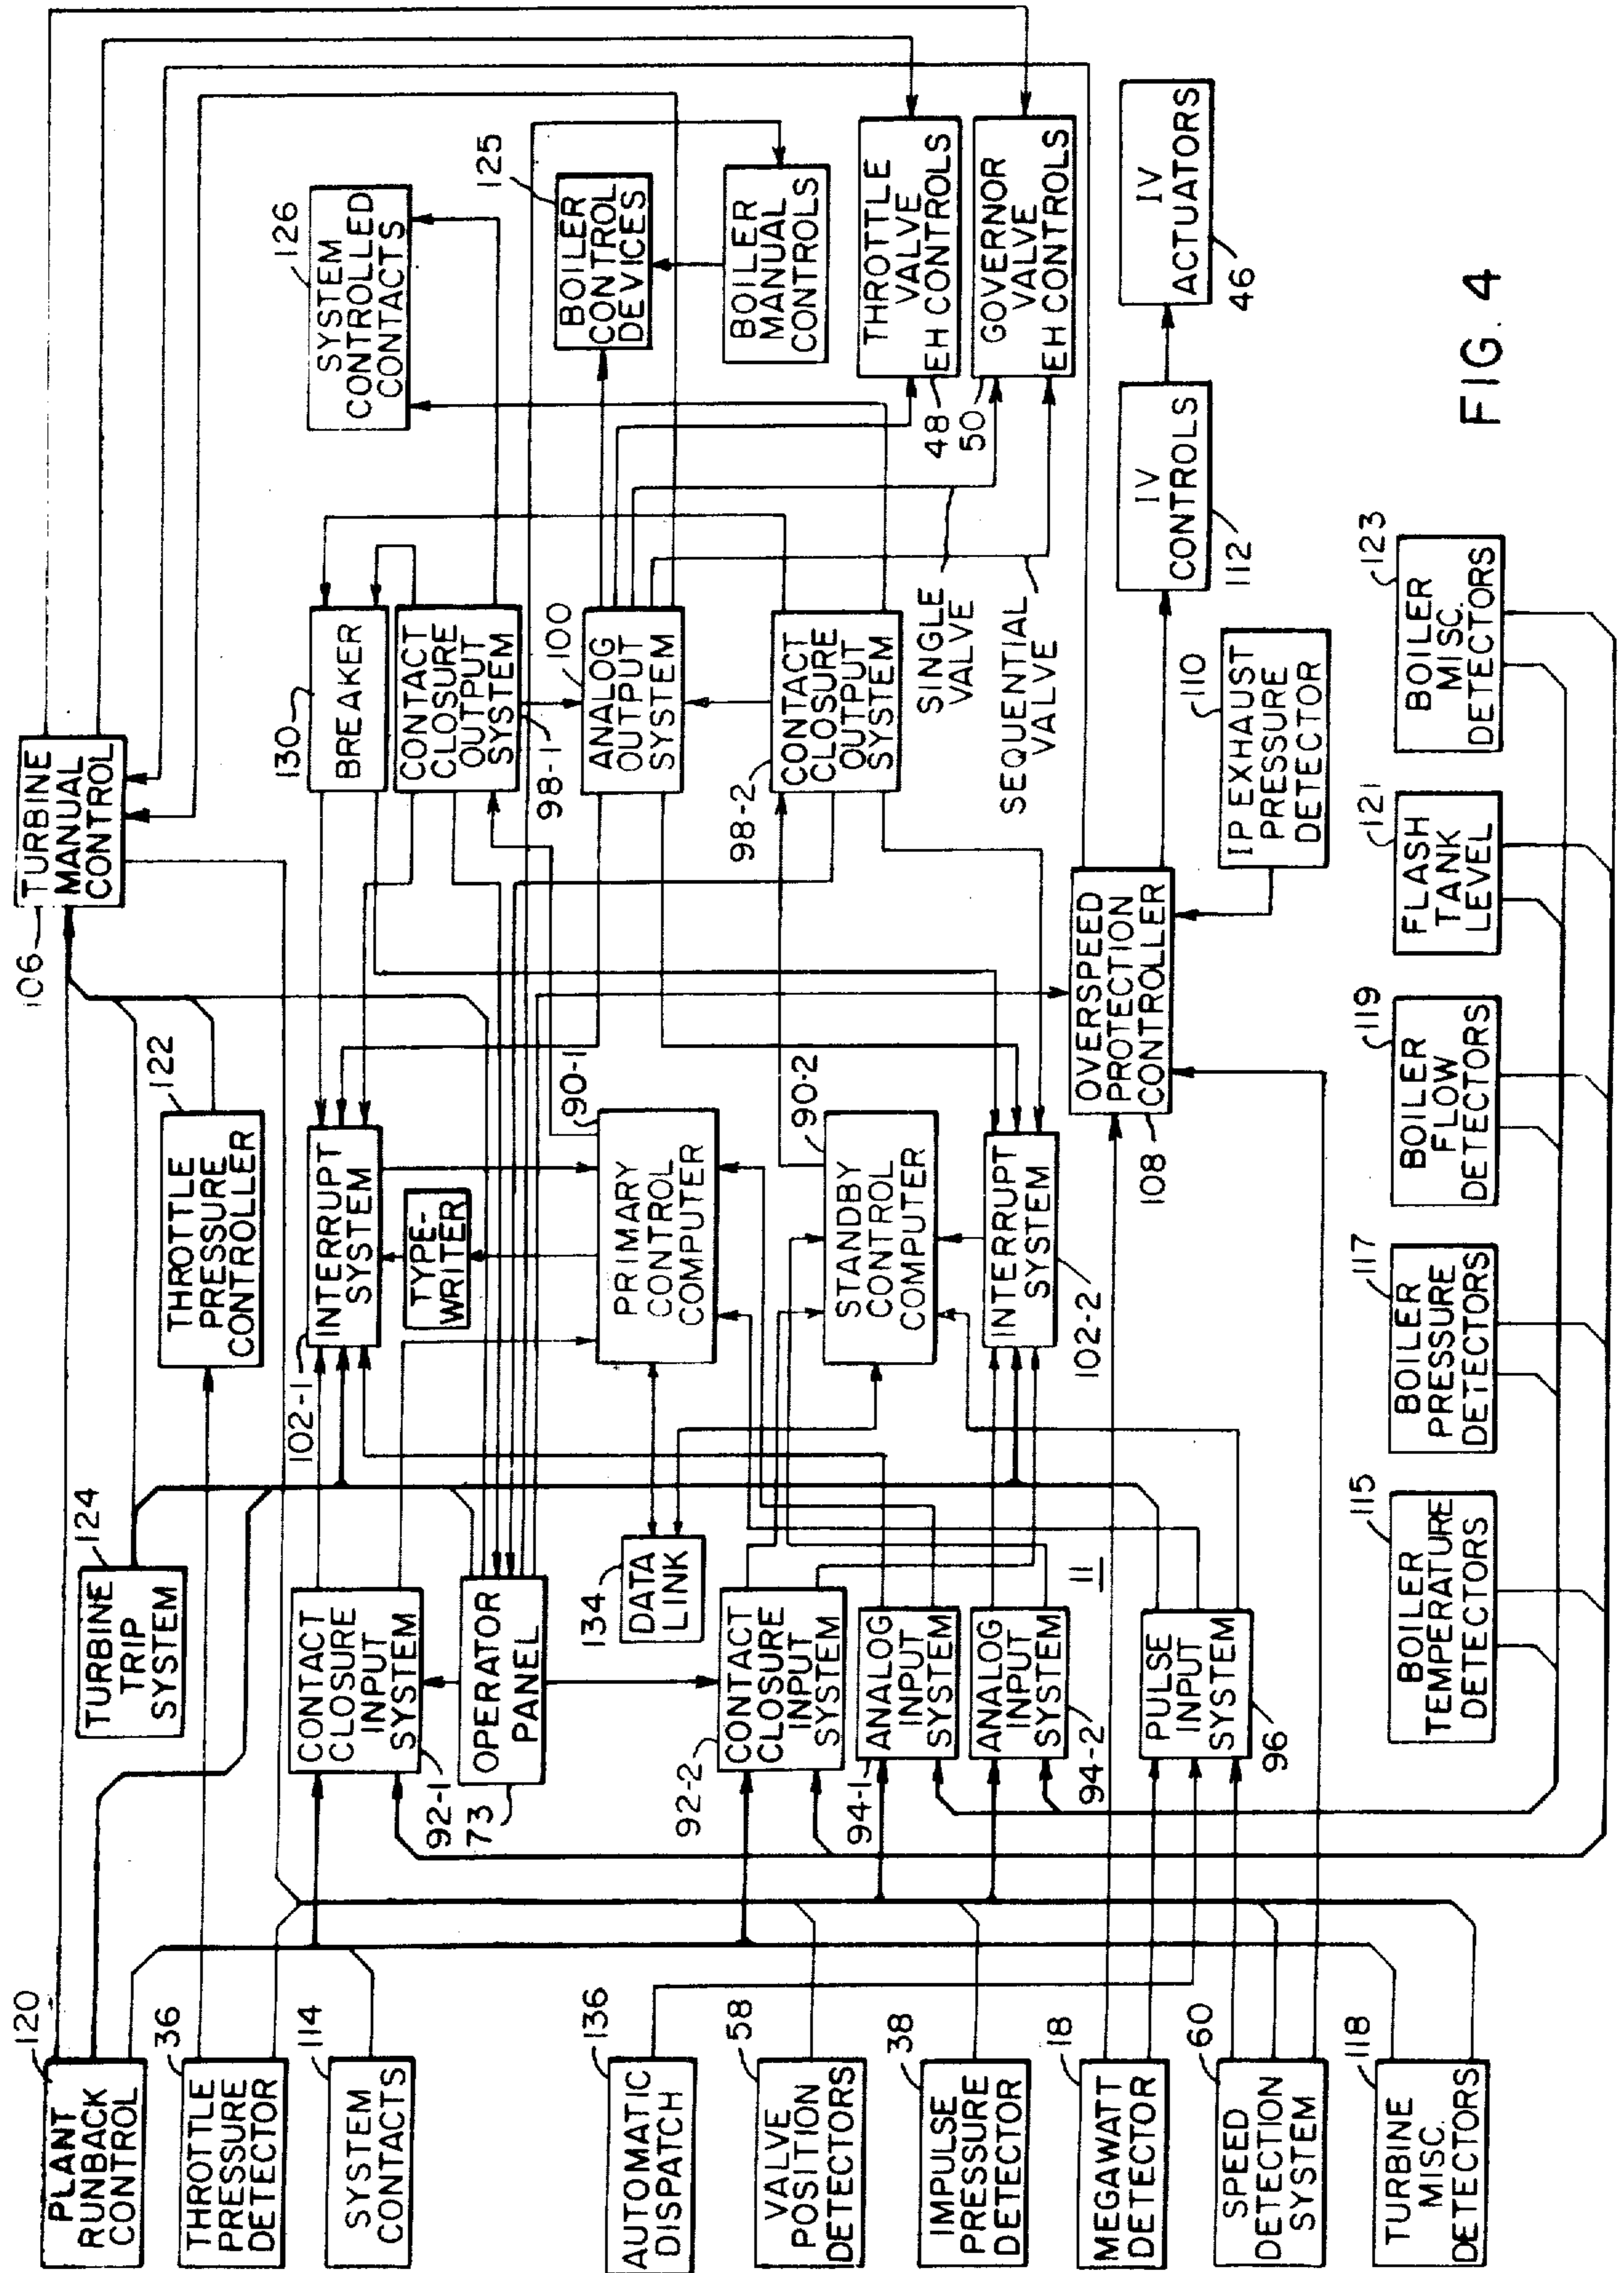 120
PLANT
RUNBACK
CONTROL
36
THROTTLE
PRESSURE
DETECTOR
114
SYSTEM
CONTACTS
136
AUTOMATIC
DISPATCH
58
VALVE
POSITION
DETECTORS
38
IMPULSE
PRESSURE
DETECTOR
18
MEGAWATT
DETECTOR
60
SPEED
DETECTION
SYSTEM
118
TURBINE
MISC.
DETECTORS
124
TURBINE
TRIP
SYSTEM
CONTACT
CLOSURE
INPUT
SYSTEM
92-1
OPERATOR
PANEL
73
134
DATA
LINK
CONTACT
CLOSURE
INPUT
SYSTEM
92-2
ANALOG
INPUT
SYSTEM
94-1
ANALOG
INPUT
SYSTEM
94-2
PULSE
INPUT
SYSTEM
96
11
122
THROTTLE
PRESSURE
CONTROLLER
102-1
INTERRUPT
SYSTEM
TYPE-
WRITER
90-1
PRIMARY
CONTROL
COMPUTER
90-2
STANDBY
CONTROL
COMPUTER
INTERRUPT
SYSTEM
102-2
OVERSPEED
PROTECTION
CONTROLLER
108
106
TURBINE
MANUAL
CONTROL
130
BREAKER
CONTACT
CLOSURE
OUTPUT
SYSTEM
98-1
100
ANALOG
OUTPUT
SYSTEM
98-2
CONTACT
CLOSURE
OUTPUT
SYSTEM
SINGLE
VALVE
SEQUENTIAL
VALVE
110
IP EXHAUST
PRESSURE
DETECTOR
126
SYSTEM
CONTROLLED
CONTACTS
125
BOILER
CONTROL
DEVICES
BOILER
MANUAL
CONTROLS
THROTTLE
VALVE
EH CONTROLS
48
GOVERNOR
VALVE
EH CONTROLS
50
IV
CONTROLS
112
IV
ACTUATORS
46
115
BOILER
TEMPERATURE
DETECTORS
117
BOILER
PRESSURE
DETECTORS
119
BOILER
FLOW
DETECTORS
121
FLASH
TANK
LEVEL
123
BOILER
MISC.
DETECTORS
FIG. 4